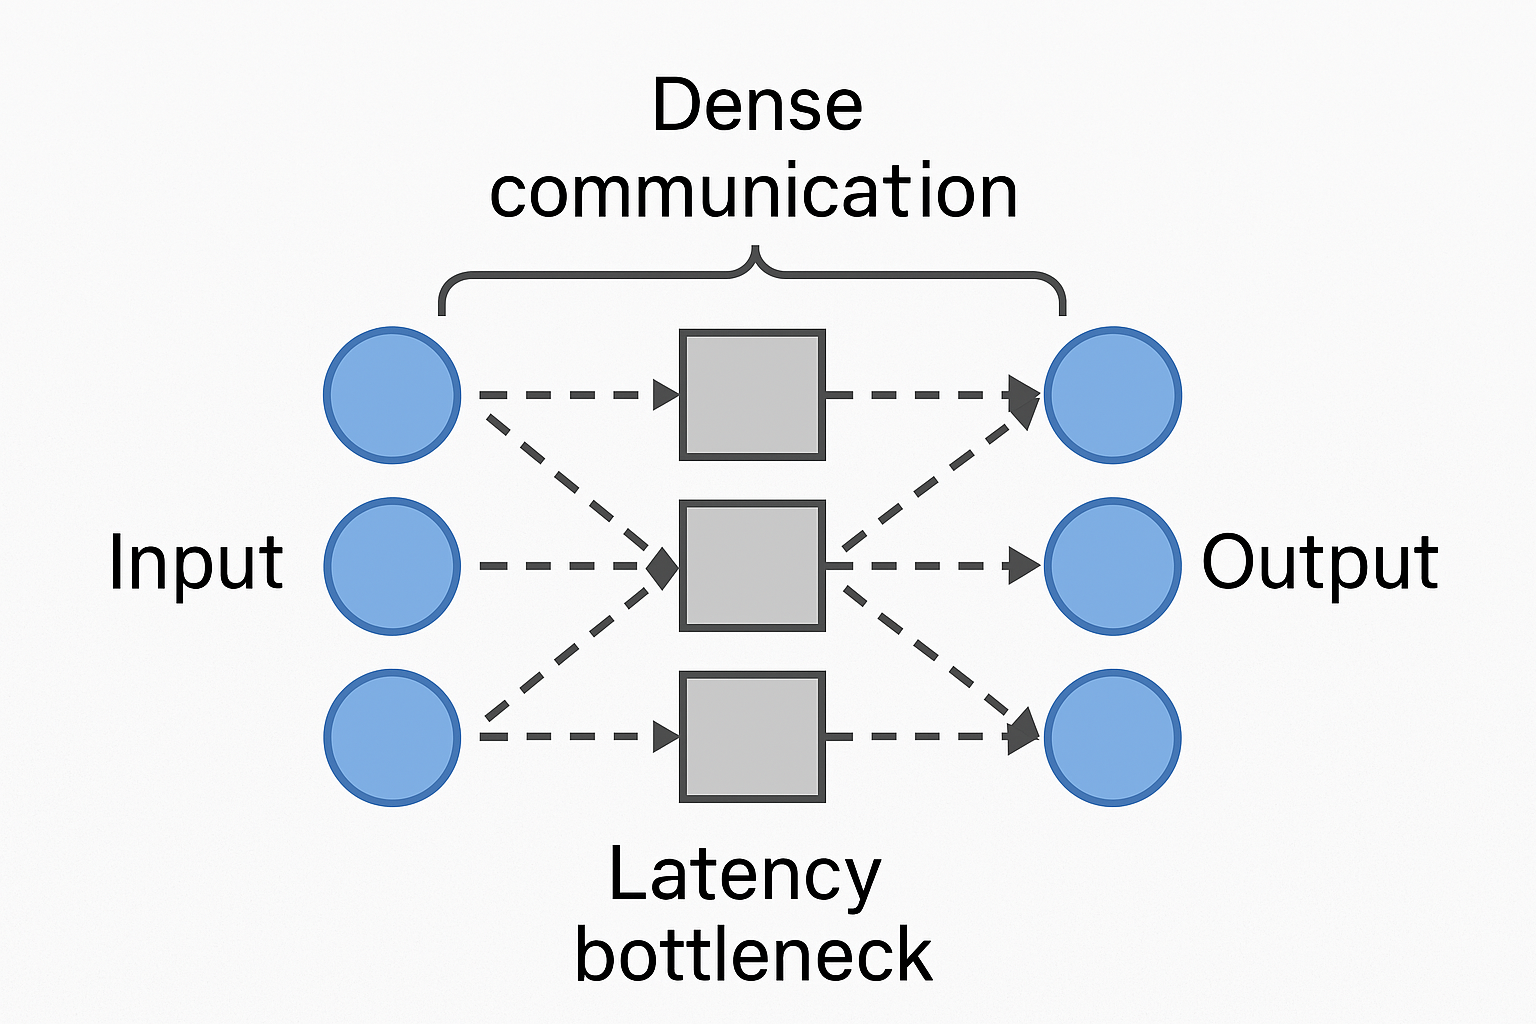 Dense
communication
Input
Output
Latency
bottleneck